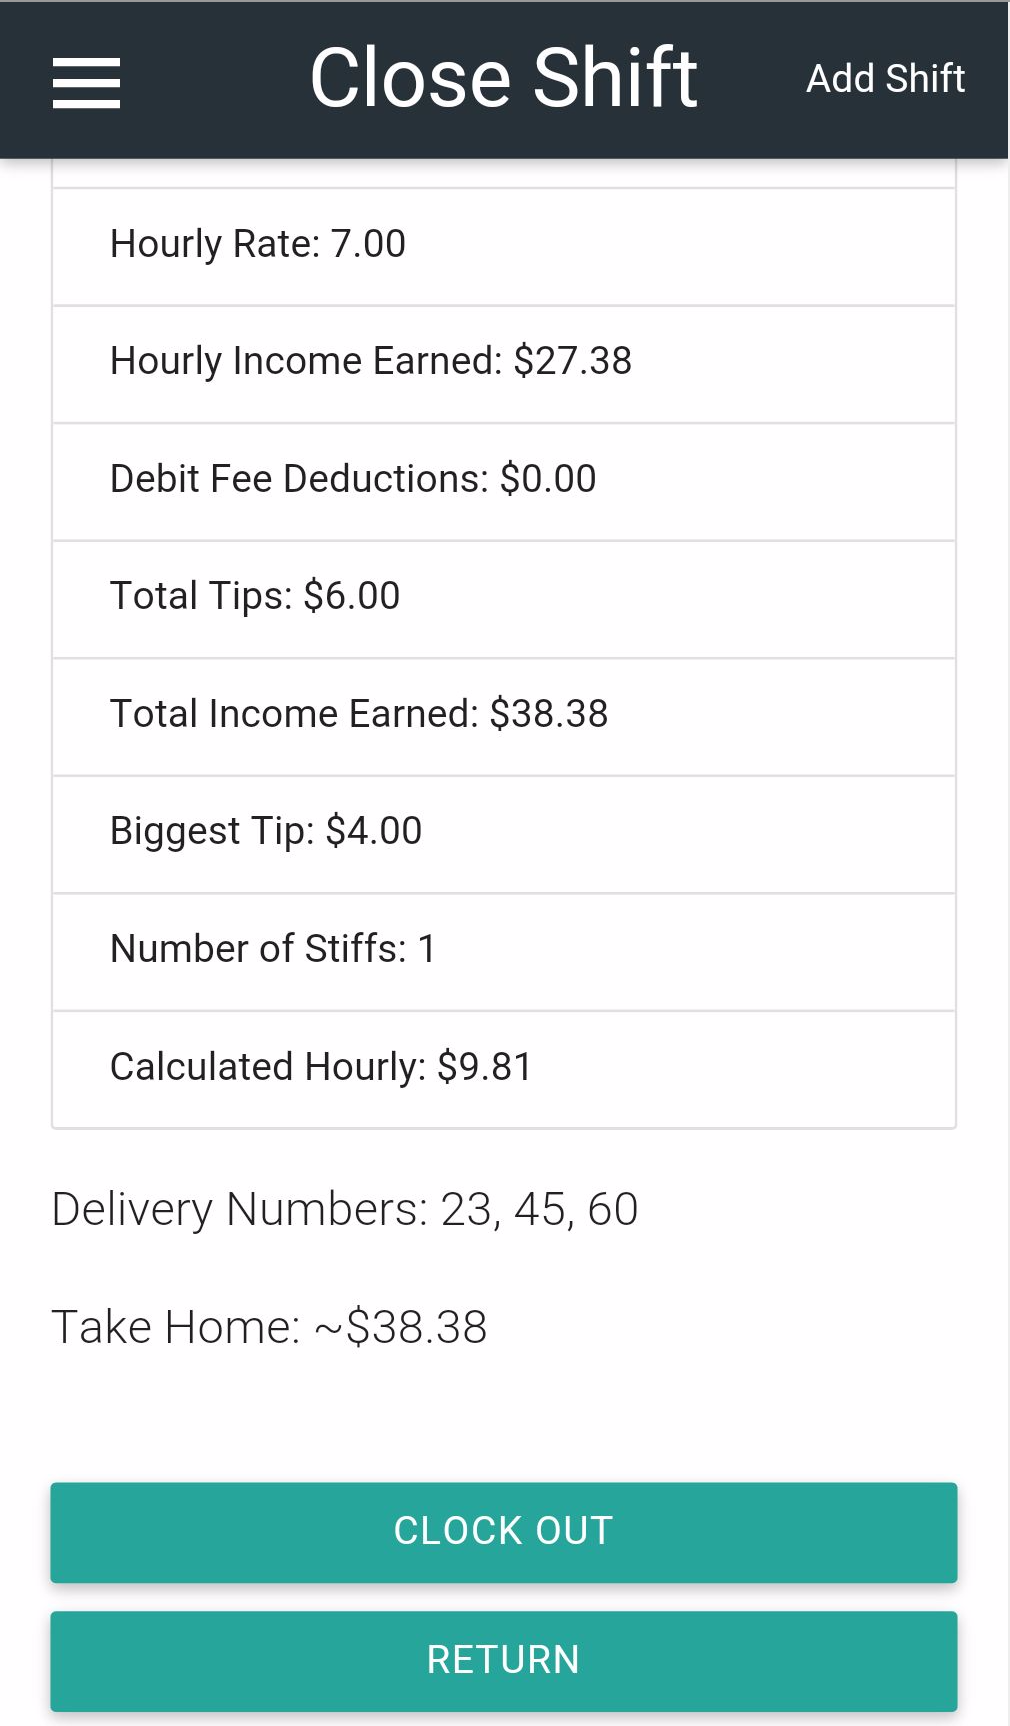 Close Shift
Add Shift
Hourly Rate: 7.00
Hourly Income Earned: $27.38
Debit Fee Deductions: $0.00
Total Tips: $6.00
Total Income Earned: $38.38
Biggest Tip: $4.00
Number of Stiffs: 1
Calculated Hourly: $9.81
Delivery Numbers: 23, 45, 60
Take Home: ~$38.38
CLOCK OUT
RETURN